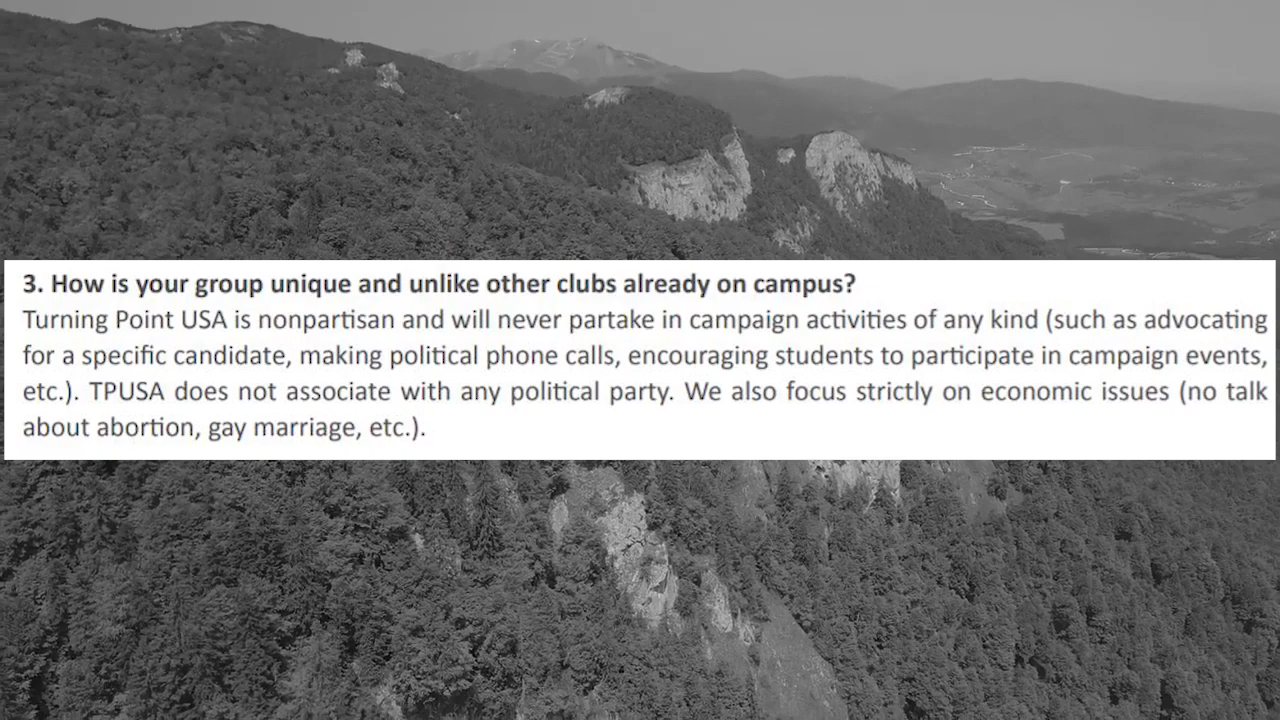 3. How is your group unique and unlike other clubs already on campus?
Turning Point USA is nonpartisan and will never partake in campaign activities of any kind (such as advocating
for a specific candidate, making political phone calls, encouraging students to participate in campaign events,
etc.). TPUSA does not associate with any political party. We also focus strictly on economic issues (no talk
about abortion, gay marriage, etc.).